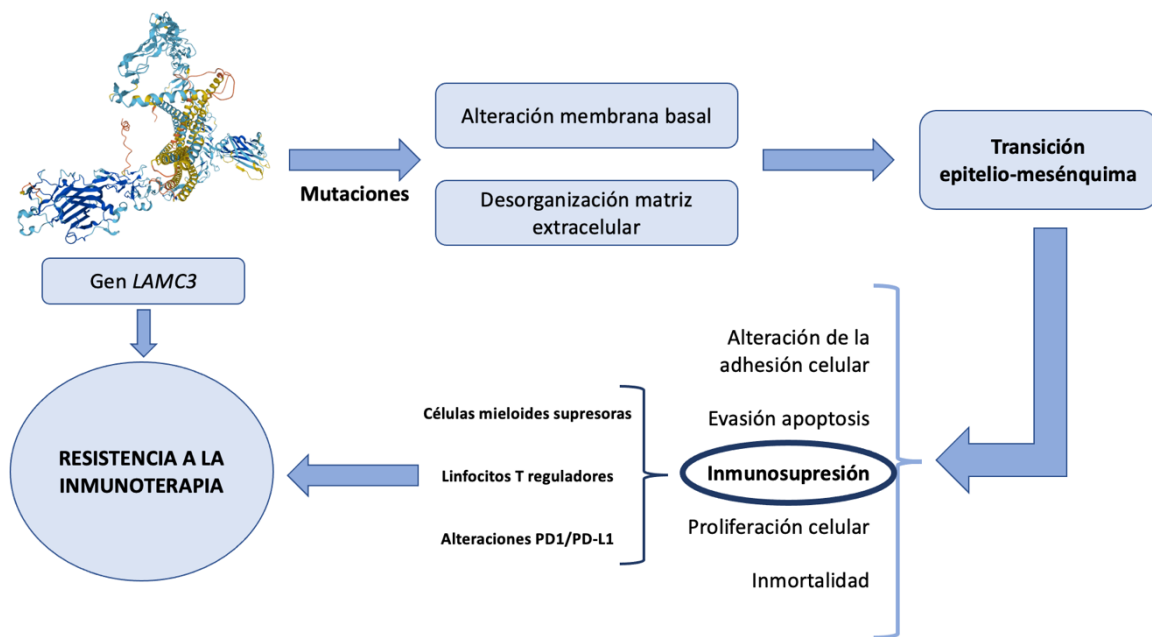 Mutaciones
Alteración membrana basal
Desorganización matriz
extracelular
Transición
epitelio-mesénquima
Gen LAMC3
Alteración de la
adhesión celular
Evasión apoptosis
Inmunosupresión
Proliferación celular
Inmortalidad
Células mieloides supresoras
Linfocitos T reguladores
Alteraciones PD1/PD-L1
RESISTENCIA A LA
INMUNOTERAPIA